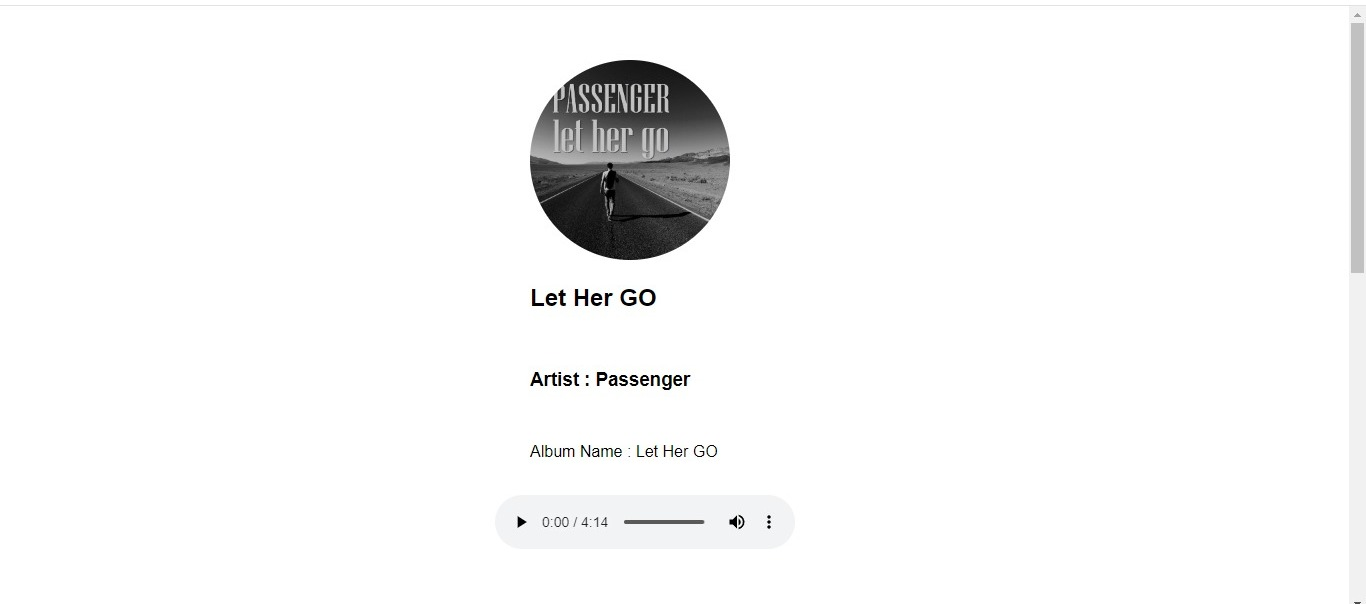 PASSENGER
let her go
Let Her GO
Artist : Passenger
Album Name : Let Her GO
0:00 / 4:14